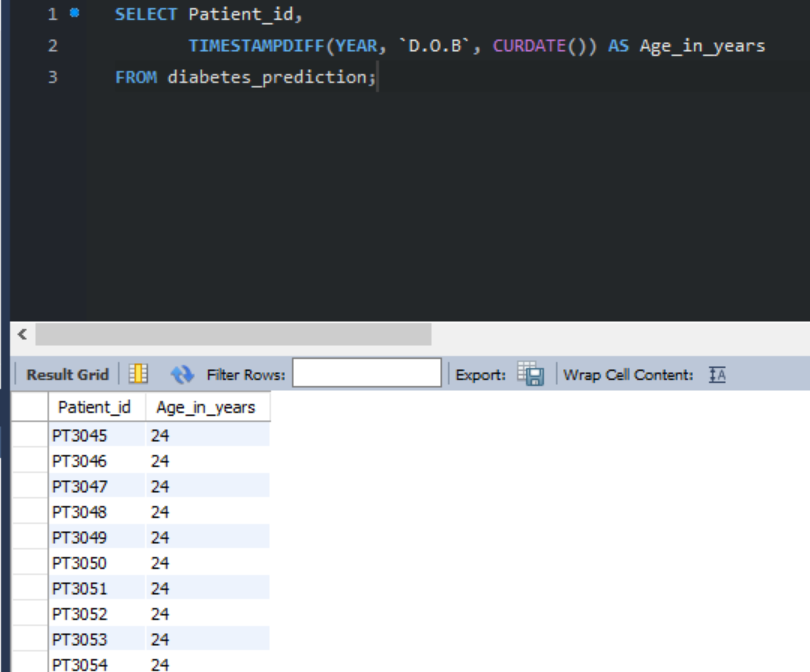 1 SELECT Patient_id,
2 TIMESTAMPDIFF(YEAR, `D.O.B`, CURDATE()) AS Age_in_years
3 FROM diabetes_prediction;
Result Grid Filter Rows: Export: Wrap Cell Content: IA
Patient_id Age_in_years
PT3045 24
PT3046 24
PT3047 24
PT3048 24
PT3049 24
PT3050 24
PT3051 24
PT3052 24
PT3053 24
PT3054 24